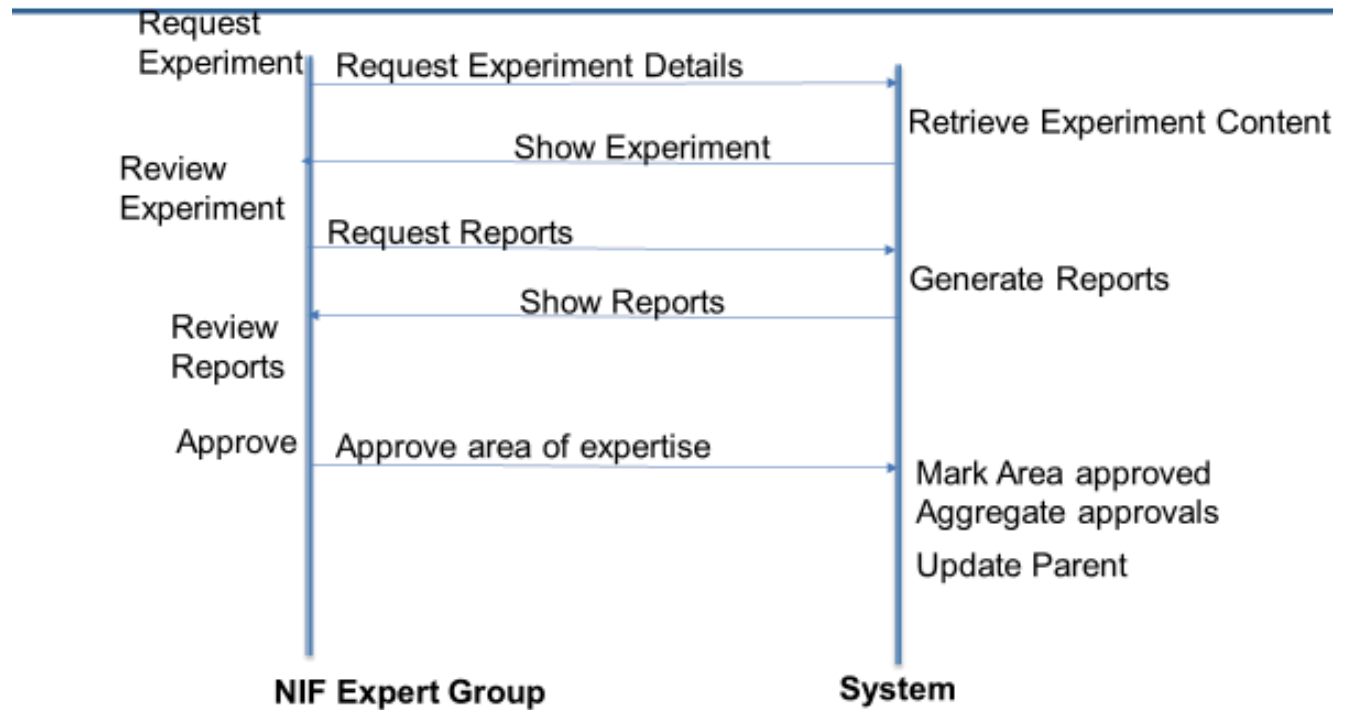 Request
Experiment
Request Experiment Details
Retrieve Experiment Content
Show Experiment
Review
Experiment
Request Reports
Generate Reports
Show Reports
Review
Reports
Approve
Approve area of expertise
Mark Area approved
Aggregate approvals
Update Parent
NIF Expert Group
System